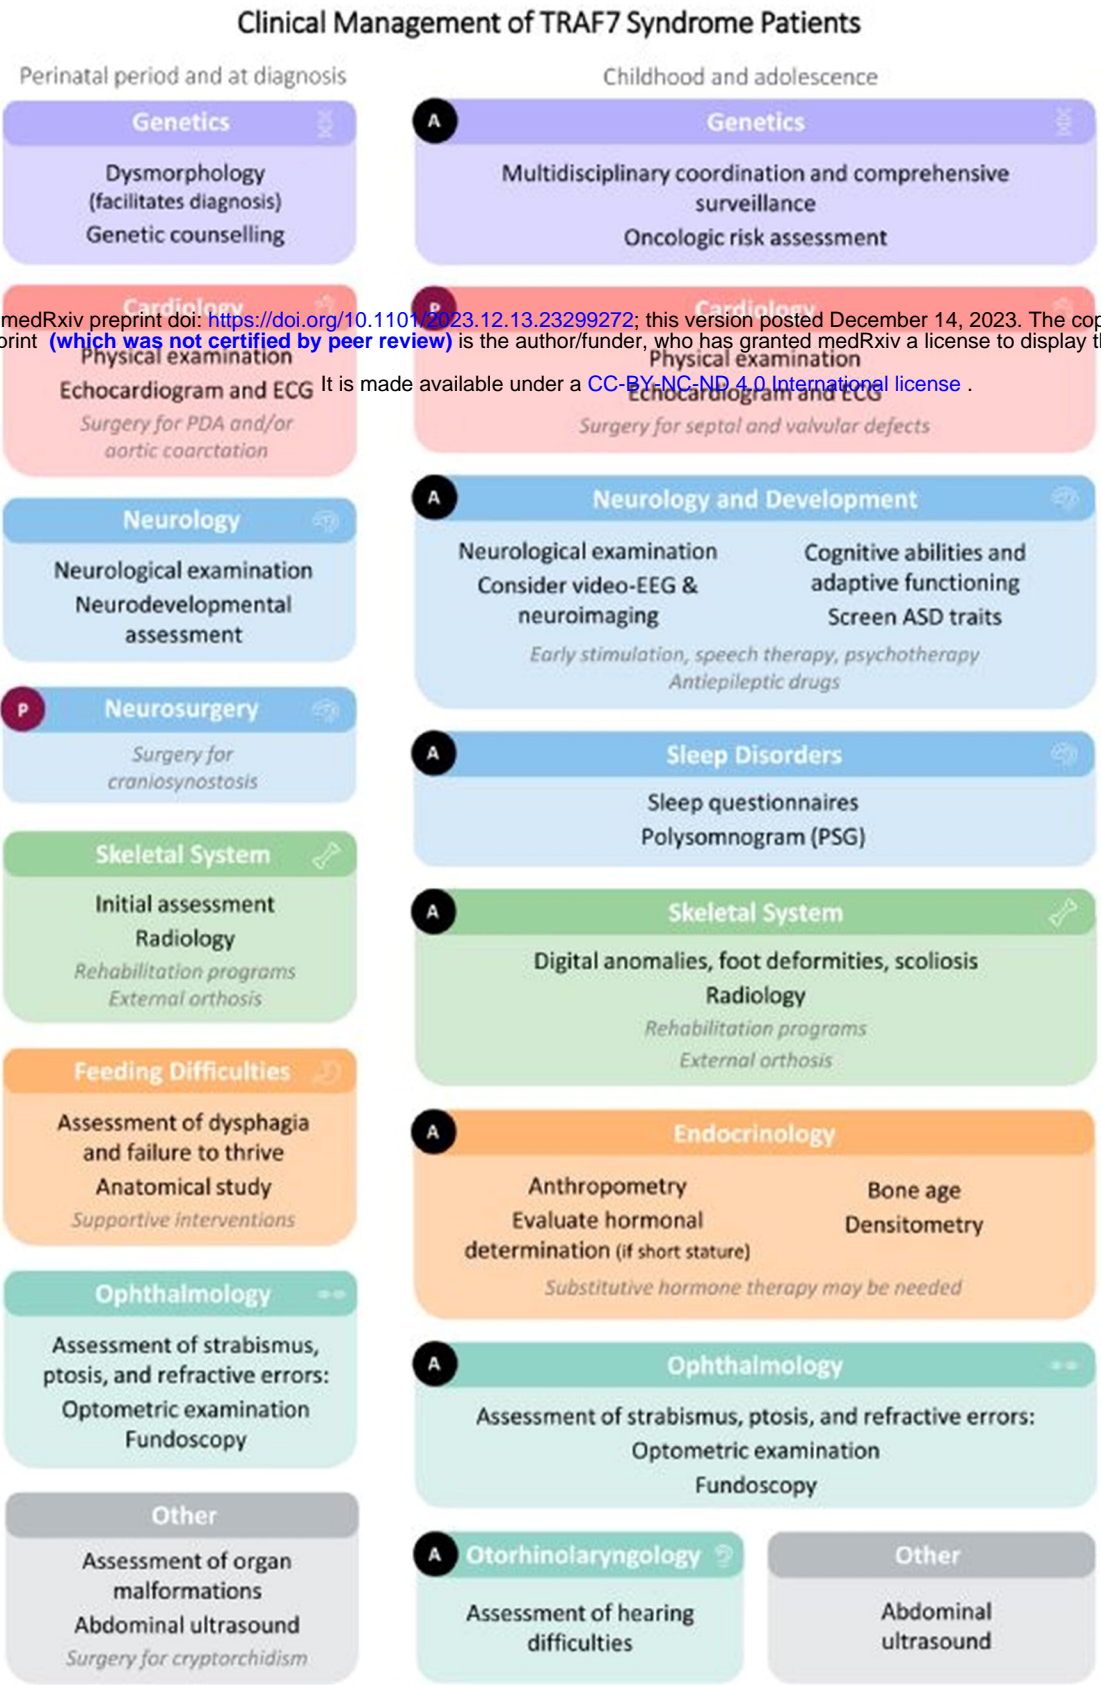 Clinical Management of TRAF7 Syndrome Patients
Perinatal period and at diagnosis
Genetics
Dysmorphology
(facilitates diagnosis)
Genetic counselling
Cardiology
Physical examination
Echocardiogram and ECG
Surgery for PDA and/or
aortic coarctation
Neurology
Neurological examination
Neurodevelopmental
assessment
P
Neurosurgery
Surgery for
craniosynostosis
Skeletal System
Initial assessment
Radiology
Rehabilitation programs
External orthosis
Feeding Difficulties
Assessment of dysphagia
and failure to thrive
Anatomical study
Supportive interventions
Ophthalmology
Assessment of strabismus,
ptosis, and refractive errors:
Optometric examination
Fundoscopy
Other
Assessment of organ
malformations
Abdominal ultrasound
Surgery for cryptorchidism
Childhood and adolescence
A
Genetics
Multidisciplinary coordination and comprehensive
surveillance
Oncologic risk assessment
P
Cardiology
Physical examination
Echocardiogram and ECG
Surgery for septal and valvular defects
A
Neurology and Development
Neurological examination
Consider video-EEG &
neuroimaging
Cognitive abilities and
adaptive functioning
Screen ASD traits
Early stimulation, speech therapy, psychotherapy
Antiepileptic drugs
A
Sleep Disorders
Sleep questionnaires
Polysomnogram (PSG)
A
Skeletal System
Digital anomalies, foot deformities, scoliosis
Radiology
Rehabilitation programs
External orthosis
A
Endocrinology
Anthropometry
Evaluate hormonal
determination (if short stature)
Bone age
Densitometry
Substitutive hormone therapy may be needed
A
Ophthalmology
Assessment of strabismus, ptosis, and refractive errors:
Optometric examination
Fundoscopy
A
Otorhinolaryngology
Assessment of hearing
difficulties
Other
Abdominal
ultrasound
medRxiv preprint doi: https://doi.org/10.1101/2023.12.13.23299272; this version posted December 14, 2023. The
(which was not certified by peer review) is the author/funder, who has granted medRxiv a license to display
It is made available under a CC-BY-NC-ND 4.0 International license .